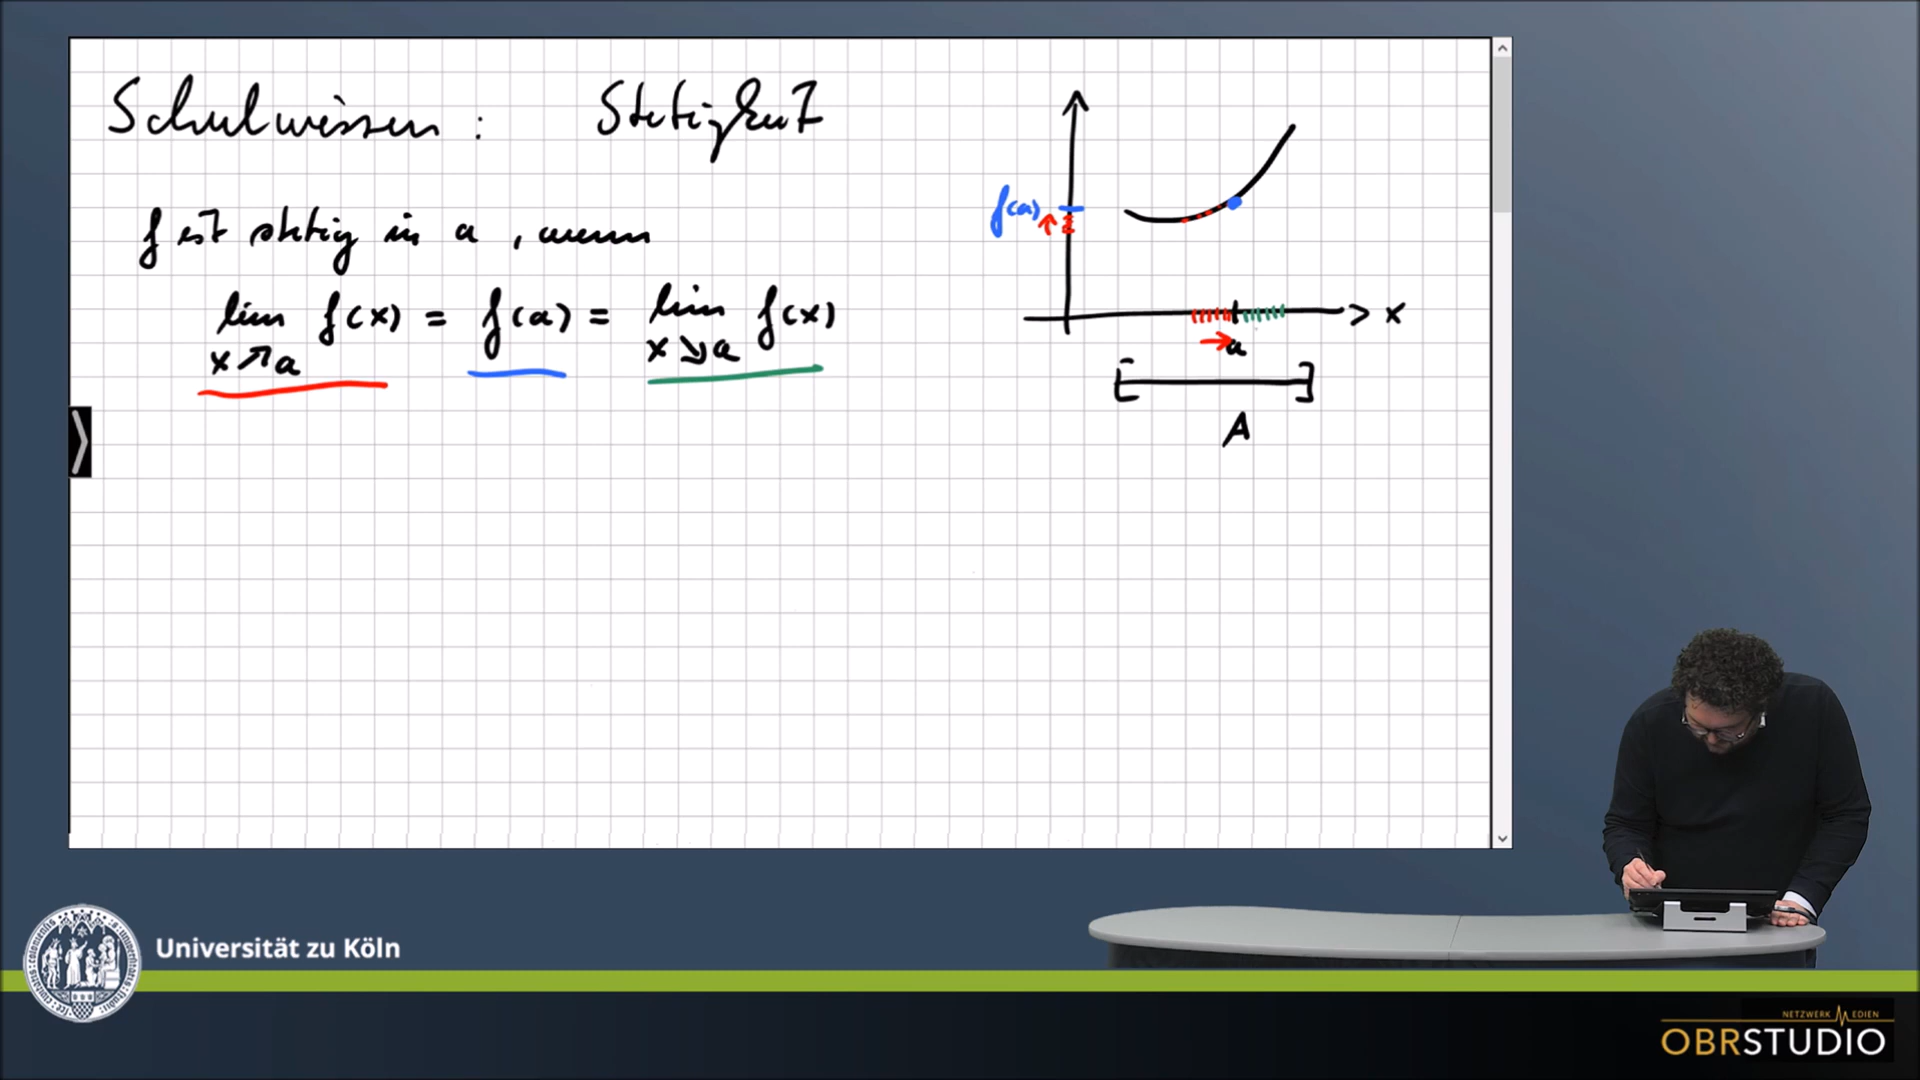 Schulwissen: Stetigkeit
f ist stetig in a, wenn
lim f(x) = f(a) = lim f(x)
x↗a x↘a
f(a)
x
a
A
Universität zu Köln
NETZWERK MEDIEN
OBRSTUDIO